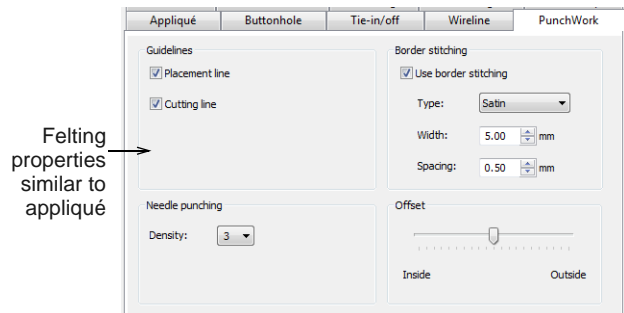 Appliqué Buttonhole Tie-in/off Wireline PunchWork
Guidelines
Placement line
Cutting line
Border stitching
Use border stitching
Type: Satin
Width: 5.00 mm
Spacing: 0.50 mm
Felting
properties
similar to
appliqué
Needle punching
Density: 3
Offset
Inside Outside